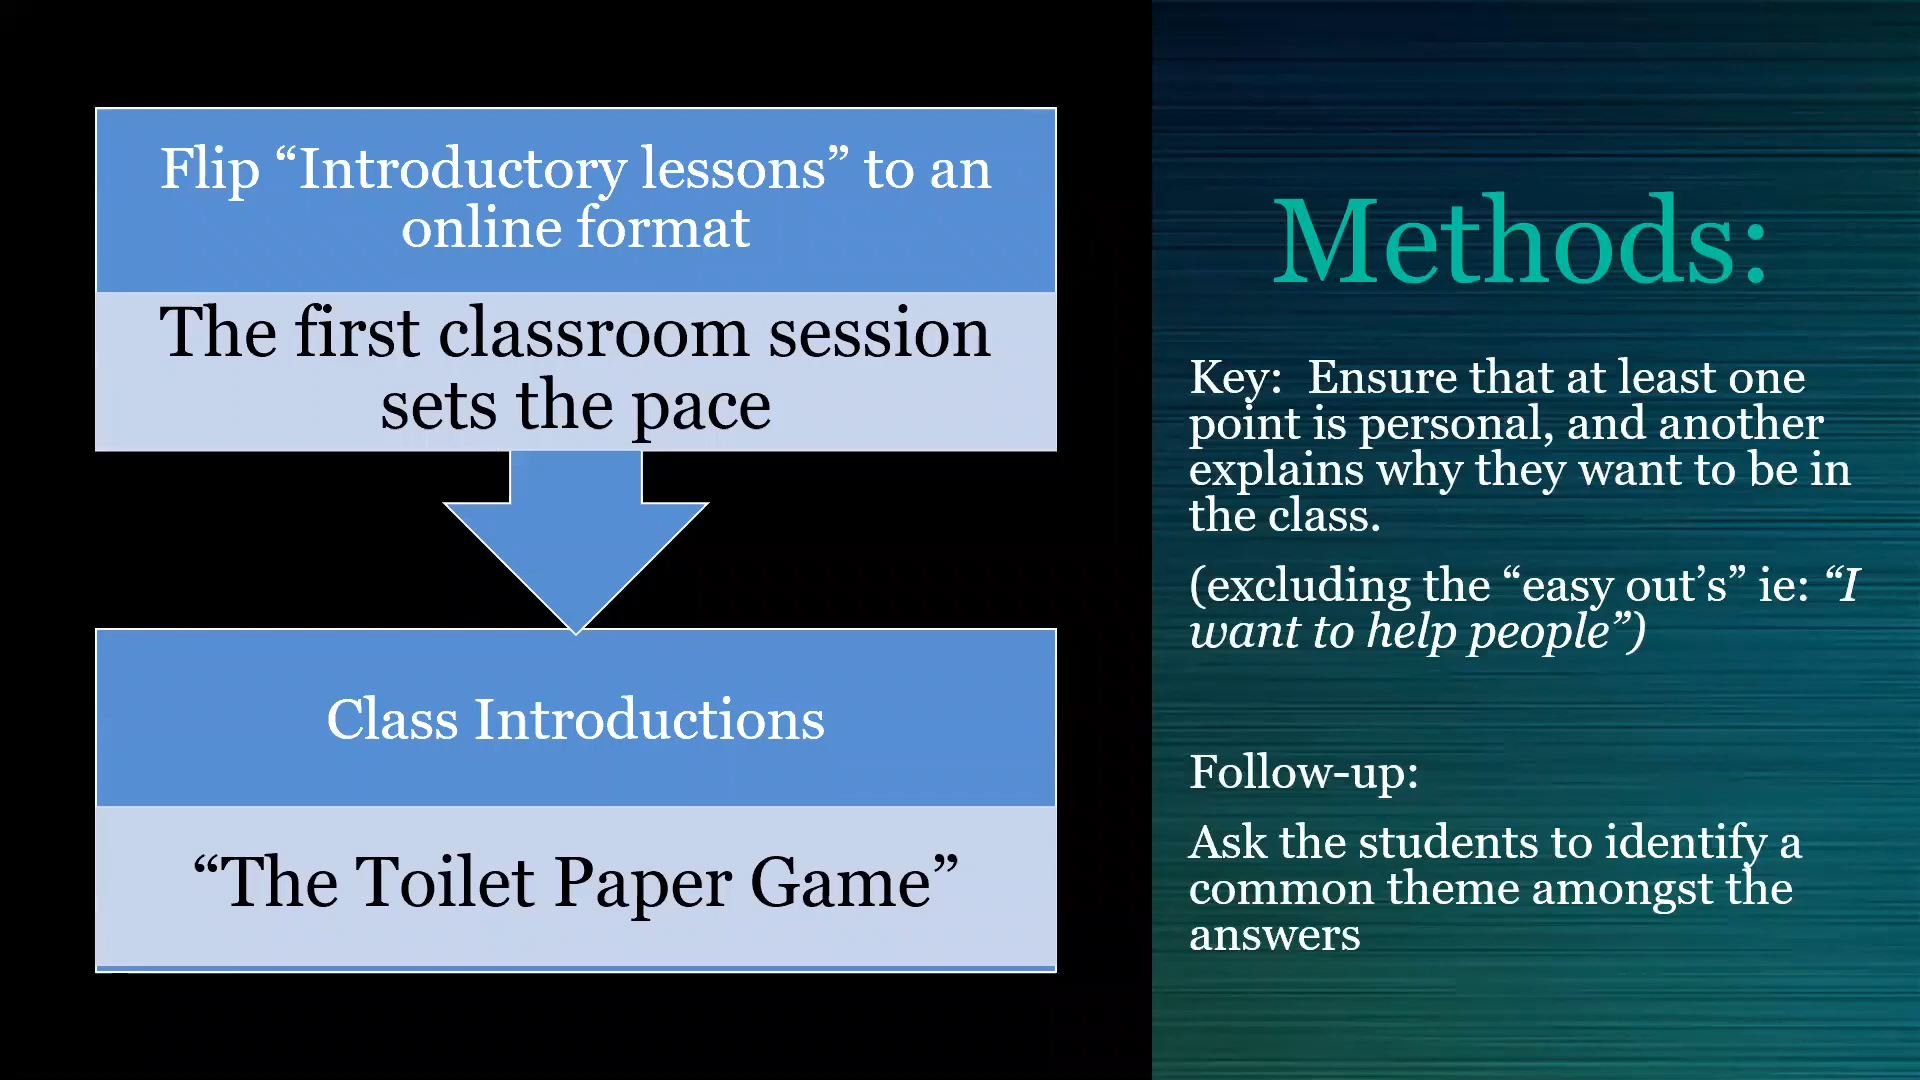 Flip “Introductory lessons” to an
online format
The first classroom session
sets the pace
Class Introductions
“The Toilet Paper Game”
Methods:
Key:  Ensure that at least one
point is personal, and another
explains why they want to be in
the class.
(excluding the “easy out’s” ie: “I
want to help people”)
Follow-up:
Ask the students to identify a
common theme amongst the
answers